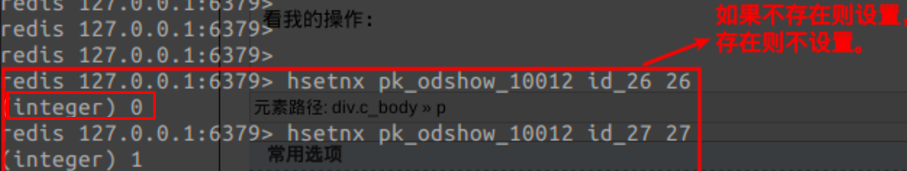 redis 127.0.0.1:6379>
看我的操作:
如果不存在则设置，
redis 127.0.0.1:6379>
存在则不设置。
redis 127.0.0.1:6379>
redis 127.0.0.1:6379> hsetnx pk_odshow_10012 id_26 26
(integer) 0
元素路径: div.c_body » p
redis 127.0.0.1:6379> hsetnx pk_odshow_10012 id_27 27
(integer) 1
常用选项